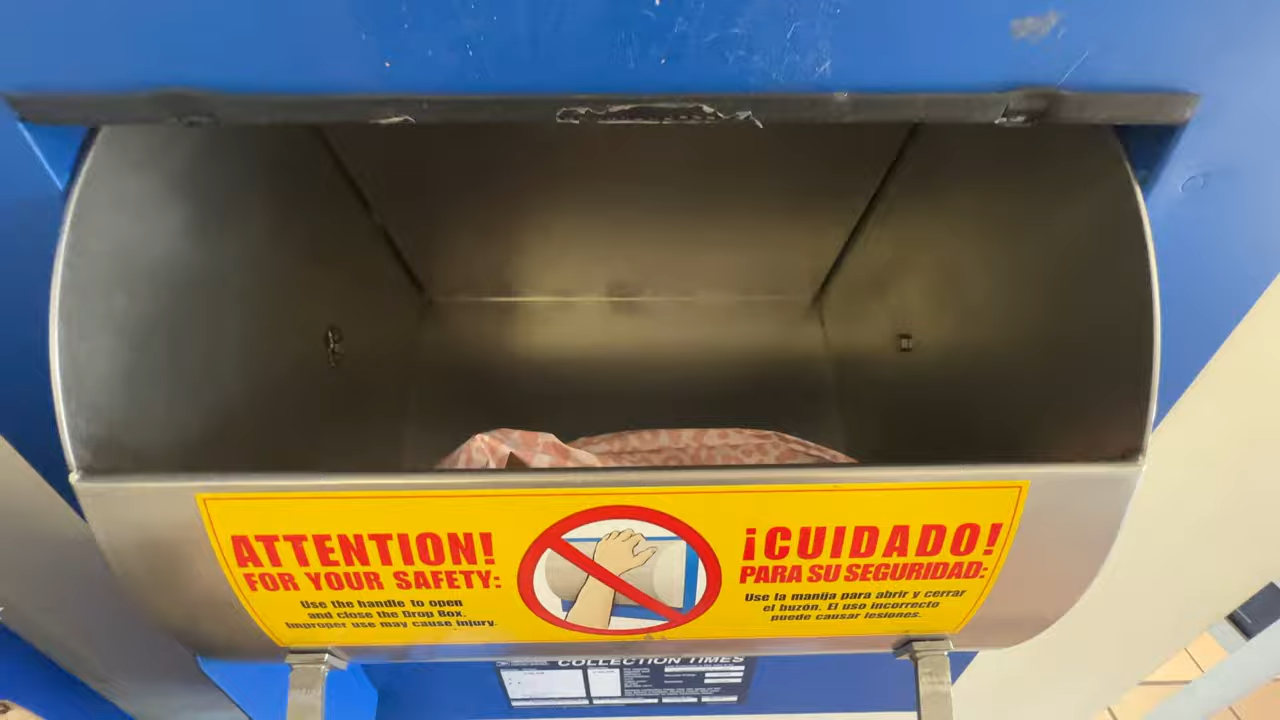 ATTENTION!
FOR YOUR SAFETY:
Use the handle to open
and close the Drop Box.
Improper use may cause injury.
¡CUIDADO!
PARA SU SEGURIDAD:
Use la manija para abrir y cerrar
el buzón. El uso incorrecto
puede causar lesiones.
COLLECTION TIMES